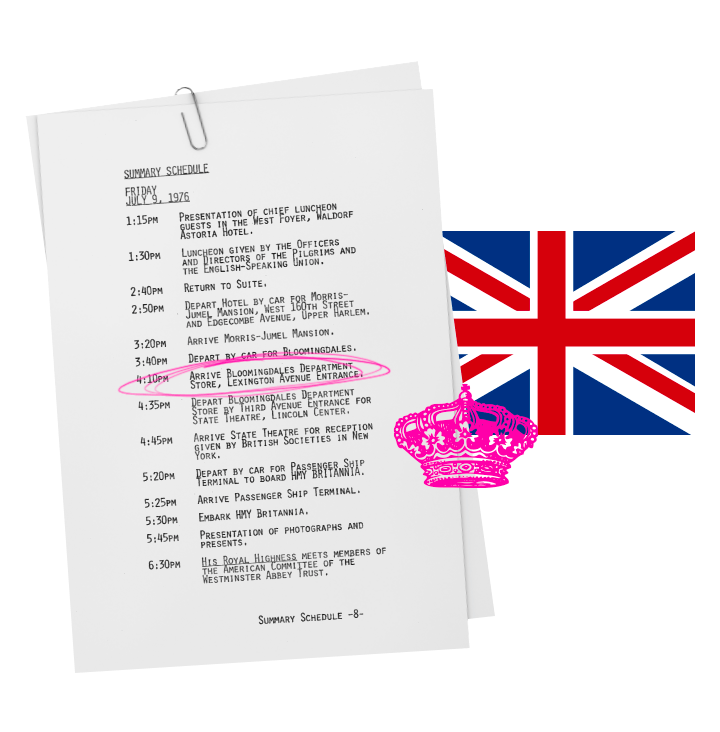 SUMMARY SCHEDULE
FRIDAY
JULY 9, 1976
1:15PM PRESENTATION OF CHIEF LUNCHEON
GUESTS IN THE WEST FOYER, WALDORF
ASTORIA HOTEL.
1:30PM LUNCHEON GIVEN BY THE OFFICERS
AND DIRECTORS OF THE PILGRIMS AND
THE ENGLISH-SPEAKING UNION.
2:40PM RETURN TO SUITE.
2:50PM DEPART HOTEL BY CAR FOR MORRIS-
JUMEL MANSION, WEST 160TH STREET
AND EDGECOMBE AVENUE, UPPER HARLEM.
3:20PM ARRIVE MORRIS-JUMEL MANSION.
3:40PM DEPART BY CAR FOR BLOOMINGDALES.
4:10PM ARRIVE BLOOMINGDALES DEPARTMENT
STORE, LEXINGTON AVENUE ENTRANCE.
4:35PM DEPART BLOOMINGDALES DEPARTMENT
STORE BY THIRD AVENUE ENTRANCE FOR
STATE THEATRE, LINCOLN CENTER.
4:45PM ARRIVE STATE THEATRE FOR RECEPTION
GIVEN BY BRITISH SOCIETIES IN NEW
YORK.
5:20PM DEPART BY CAR FOR PASSENGER SHIP
TERMINAL TO BOARD HMY BRITANNIA.
5:25PM ARRIVE PASSENGER SHIP TERMINAL.
5:30PM EMBARK HMY BRITANNIA.
5:45PM PRESENTATION OF PHOTOGRAPHS AND
PRESENTS.
6:30PM HIS ROYAL HIGHNESS MEETS MEMBERS OF
THE AMERICAN COMMITTEE OF THE
WESTMINSTER ABBEY TRUST.
SUMMARY SCHEDULE -8-